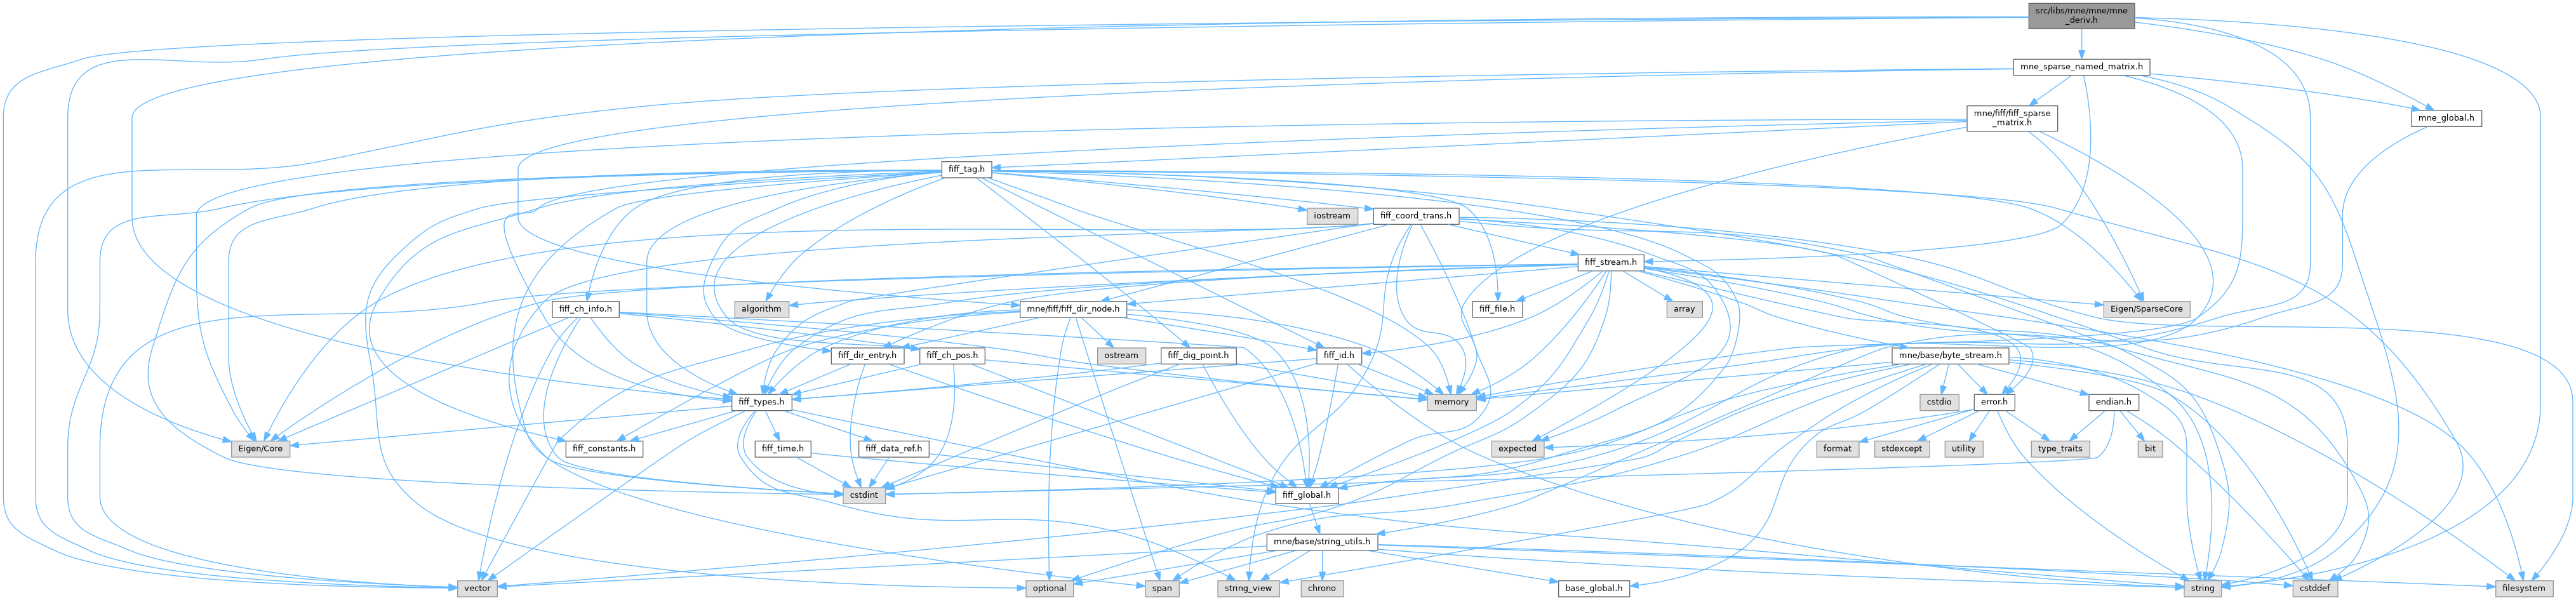 src/libs/mne/mne/mne
_deriv.h
mne_sparse_named_matrix.h
mne/fiff/fiff_sparse
_matrix.h
mne_global.h
fiff_tag.h
iostream
fiff_coord_trans.h
fiff_stream.h
algorithm
fiff_ch_info.h
mne/fiff/fiff_dir_node.h
fiff_file.h
array
Eigen/SparseCore
fiff_dir_entry.h
fiff_ch_pos.h
ostream
fiff_dig_point.h
fiff_id.h
mne/base/byte_stream.h
fiff_types.h
memory
cstdio
error.h
endian.h
Eigen/Core
fiff_constants.h
fiff_time.h
fiff_data_ref.h
expected
format
stdexcept
utility
type_traits
bit
cstdint
fiff_global.h
mne/base/string_utils.h
vector
optional
span
string_view
chrono
base_global.h
string
cstddef
filesystem